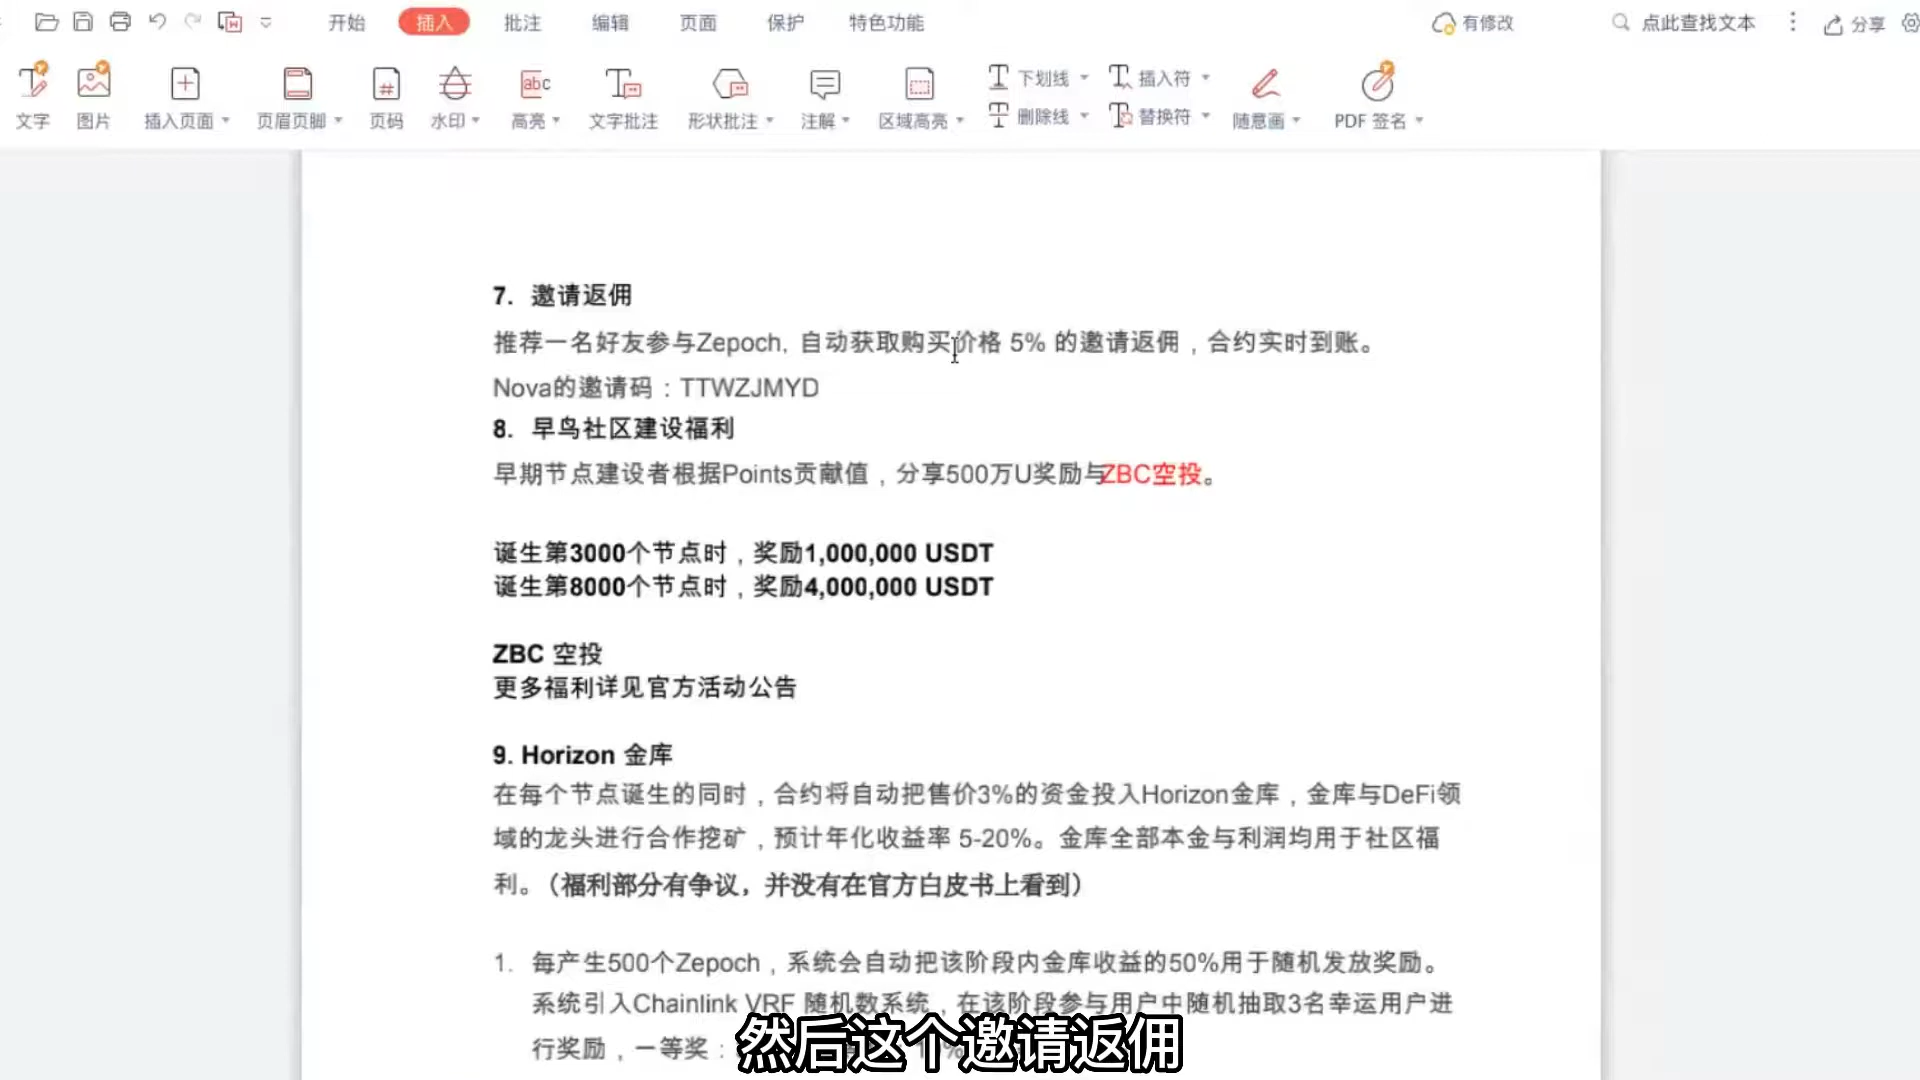 开始 插入 批注 编辑 页面 保护 特色功能 有修改 点此查找文本 分享
文字 图片 插入页面 页眉页脚 页码 水印 高亮 文字批注 形状批注 注解 区域高亮 下划线 插入符 随意画 PDF 签名
删除线 替换符
7. 邀请返佣
推荐一名好友参与Zepoch, 自动获取购买价格 5% 的邀请返佣，合约实时到账。
Nova的邀请码：TTWZJMYD
8. 早鸟社区建设福利
早期节点建设者根据Points贡献值，分享500万U奖励与ZBC空投。
诞生第3000个节点时，奖励1,000,000 USDT
诞生第8000个节点时，奖励4,000,000 USDT
ZBC 空投
更多福利详见官方活动公告
9. Horizon 金库
在每个节点诞生的同时，合约将自动把售价3%的资金投入Horizon金库，金库与DeFi领
域的龙头进行合作挖矿，预计年化收益率 5-20%。金库全部本金与利润均用于社区福
利。（福利部分有争议，并没有在官方白皮书上看到）
1. 每产生500个Zepoch，系统会自动把该阶段内金库收益的50%用于随机发放奖励。
系统引入Chainlink VRF 随机数系统，在该阶段参与用户中随机抽取3名幸运用户进
行奖励，一等奖：
然后这个邀请返佣